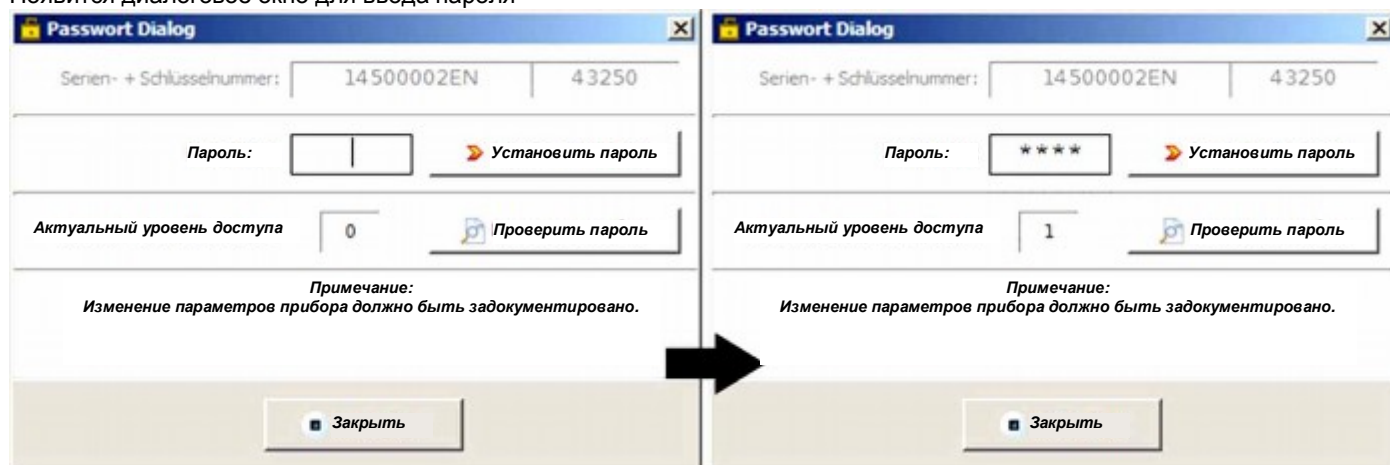 Появится диалоговое окно для ввода пароля
Passwort Dialog
Serien- + Schlüsselnummer: 14500002EN 43250
Пароль: Установить пароль
Актуальный уровень доступа 0 Проверить пароль
Примечание:
Изменение параметров прибора должно быть задокументировано.
Закрыть
Passwort Dialog
Serien- + Schlüsselnummer: 14500002EN 43250
Пароль: **** Установить пароль
Актуальный уровень доступа 1 Проверить пароль
Примечание:
Изменение параметров прибора должно быть задокументировано.
Закрыть